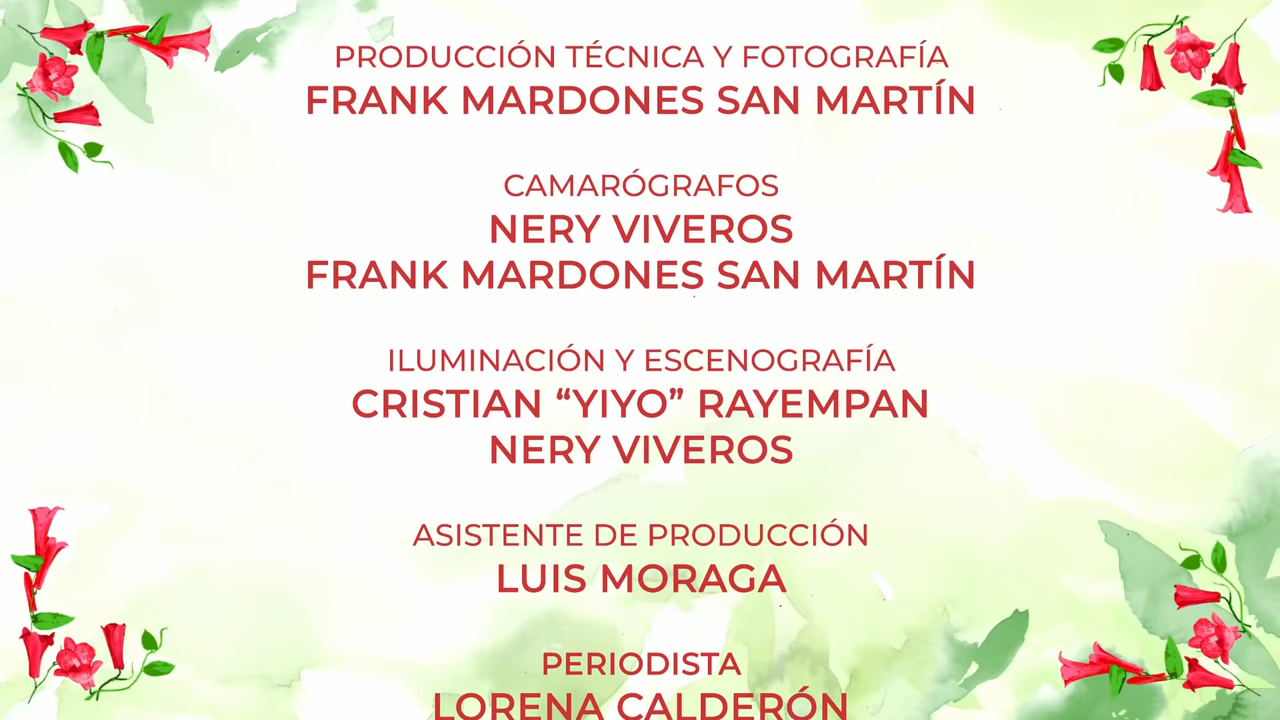 PRODUCCIÓN TÉCNICA Y FOTOGRAFÍA
FRANK MARDONES SAN MARTÍN
CAMARÓGRAFOS
NERY VIVEROS
FRANK MARDONES SAN MARTÍN
ILUMINACIÓN Y ESCENOGRAFÍA
CRISTIAN “YIYO” RAYEMPAN
NERY VIVEROS
ASISTENTE DE PRODUCCIÓN
LUIS MORAGA
PERIODISTA
LORENA CALDERÓN